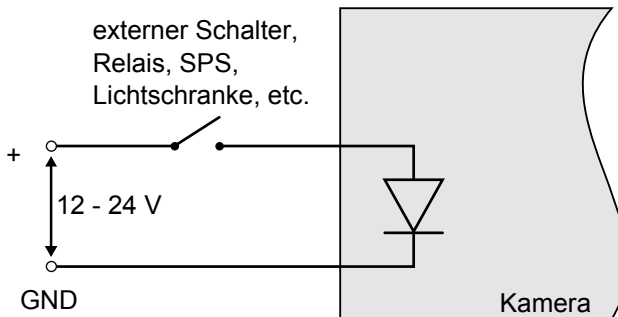 externer Schalter,
Relais, SPS,
Lichtschranke, etc.
+
12 - 24 V
GND
Kamera